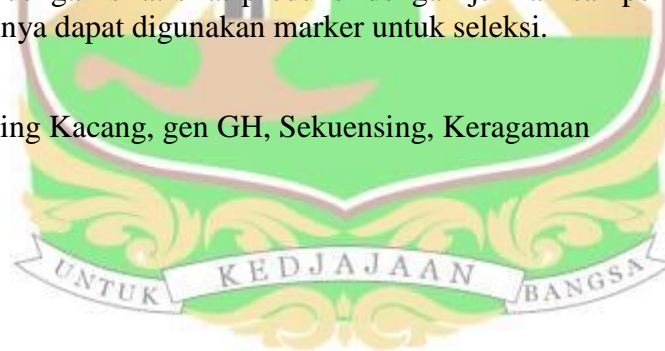 nya dapat digunakan marker untuk seleksi.
ing Kacang, gen GH, Sekuensing, Keragaman
UNTUK KEDJAJAAN BANGSA